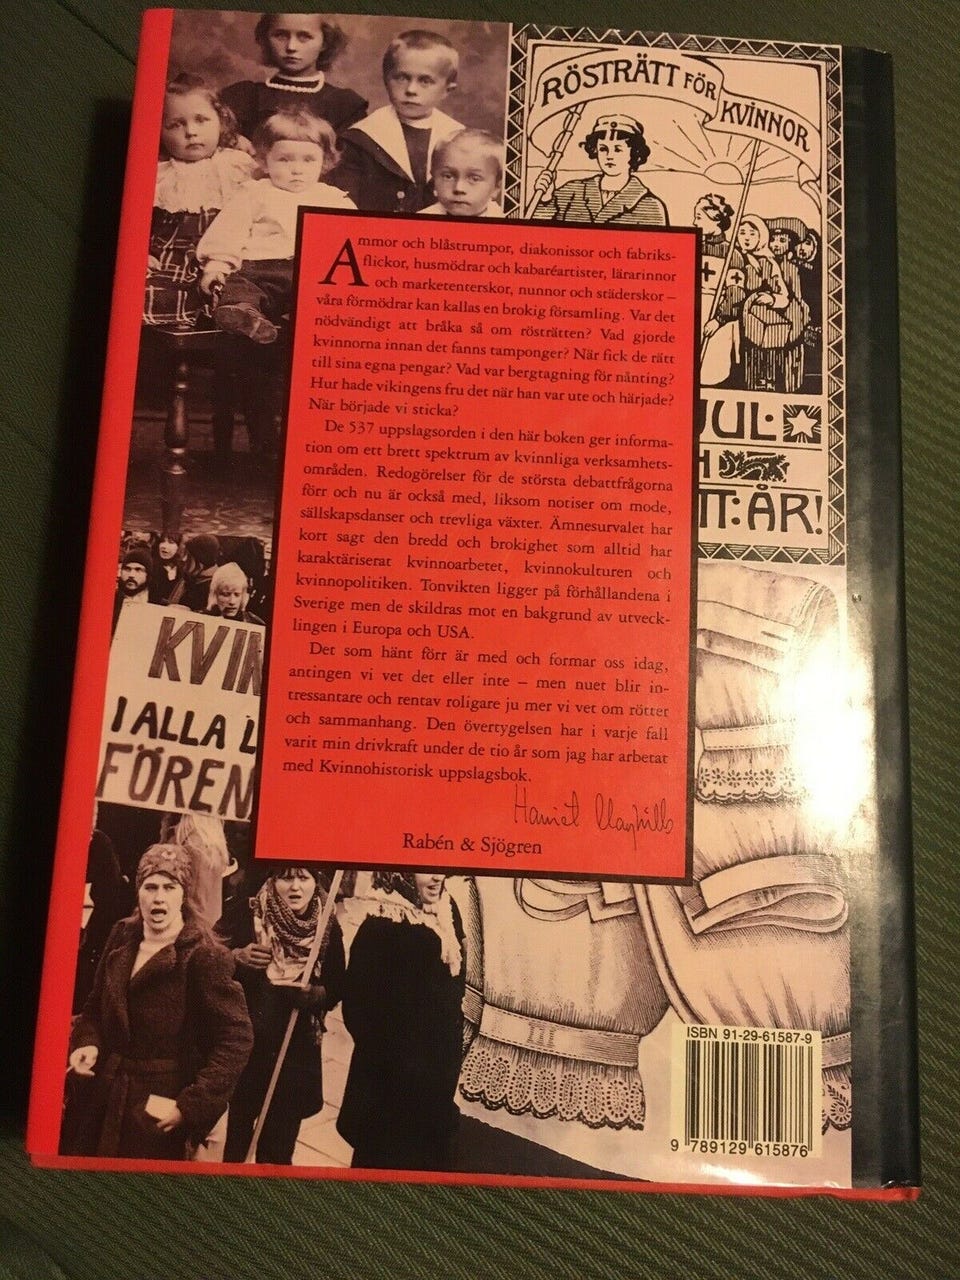 RÖSTRÄTT FÖR
KVINNOR
Ammor och blåstrumpor, diakonissor och fabriks-
flickor, husmödrar och kabaréartister, lärarinnor
och marketenterskor, nunnor och städerskor –
våra förmödrar kan kallas en brokig församling. Var det
nödvändigt att bråka så om rösträtten? Vad gjorde
kvinnorna innan det fanns tamponger? När fick de rätt
till sina egna pengar? Vad var bergtagning för nånting?
Hur hade vikingens fru det när han var ute och härjade?
När började vi sticka?
De 537 uppslagsorden i den här boken ger informa-
tion om ett brett spektrum av kvinnliga verksamhets-
områden. Redogörelser för de största debattfrågorna
förr och nu är också med, liksom notiser om mode,
sällskapsdanser och trevliga växter. Ämnesurvalet har
kort sagt den bredd och brokighet som alltid har
karaktäriserat kvinnoarbetet, kvinnokulturen och
kvinnopolitiken. Tonvikten ligger på förhållandena i
Sverige men de skildras mot en bakgrund av utveck-
lingen i Europa och USA.
Det som hänt förr är med och formar oss idag,
antingen vi vet det eller inte – men nuet blir in-
tressantare och rentav roligare ju mer vi vet om rötter
och sammanhang. Den övertygelsen har i varje fall
varit min drivkraft under de tio år som jag har arbetat
med Kvinnohistorisk uppslagsbok.
Harriet Clayhills
Rabén & Sjögren
JUL·
H
TT:ÅR!
KVIN
I ALLA L
FÖREN
ISBN 91-29-61587-9
9 789129 615876